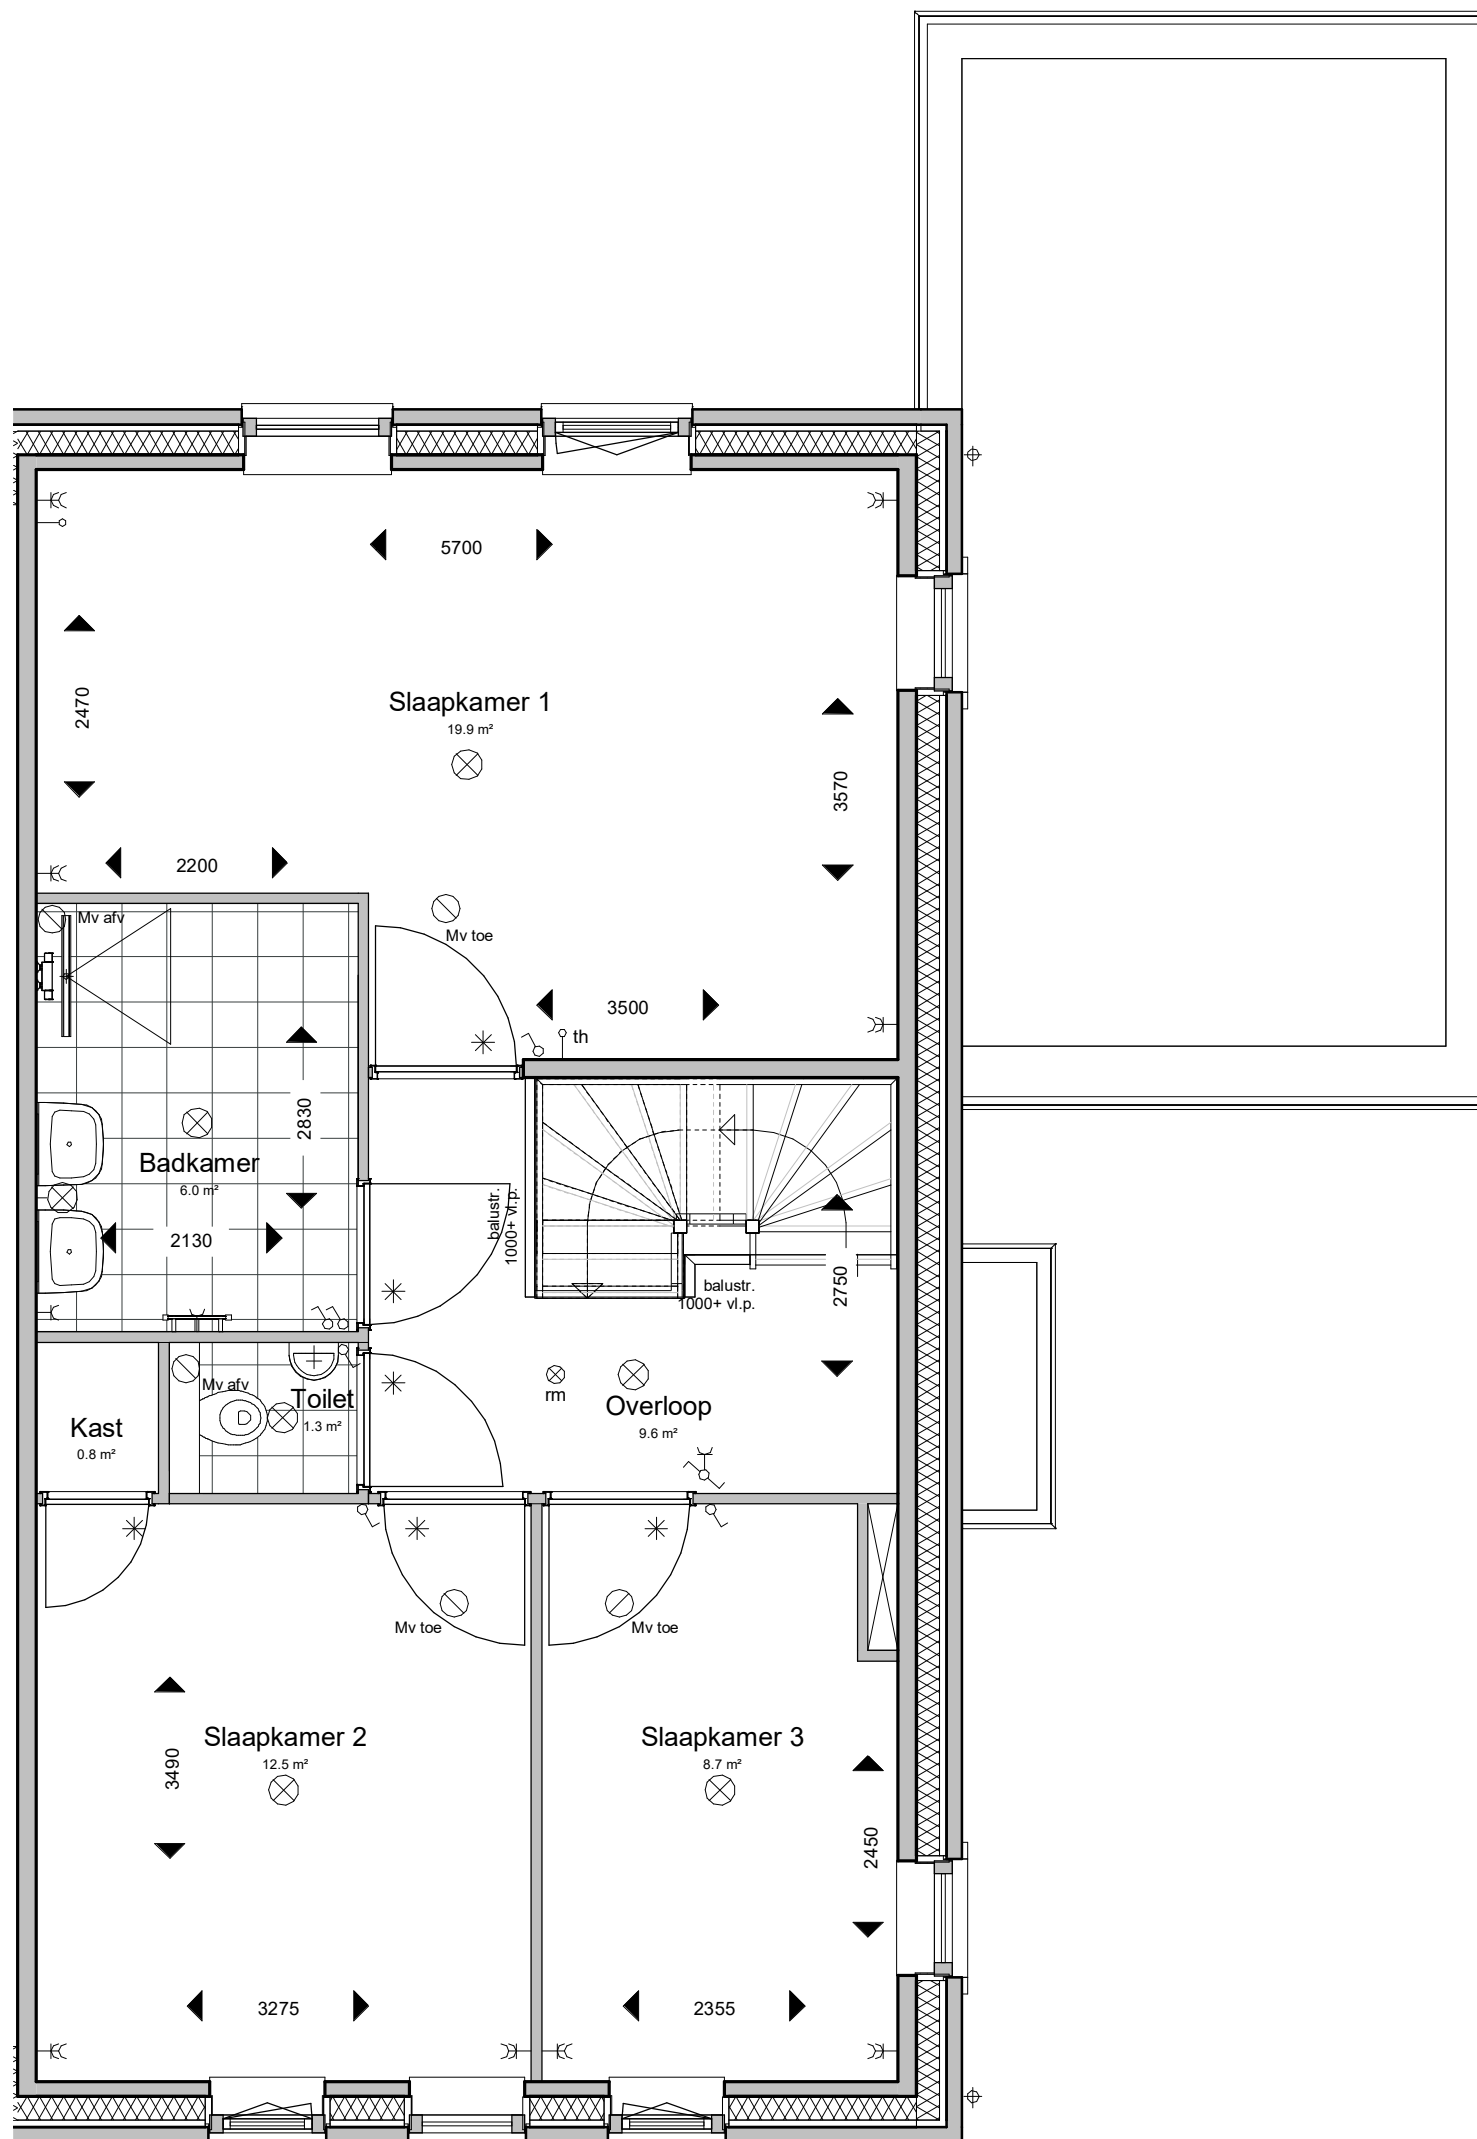 5700
2470
Slaapkamer 1
19.9 m²
3570
2200
Mv afv
Mv toe
3500
th
2830
Badkamer
6.0 m²
2130
balustr.
1000+ vl.p.
balustr.
1000+ vl.p.
2750
Mv afv
Toilet
1.3 m²
rm
Overloop
9.6 m²
Kast
0.8 m²
Mv toe
Mv toe
Slaapkamer 2
12.5 m²
3490
Slaapkamer 3
8.7 m²
2450
3275
2355